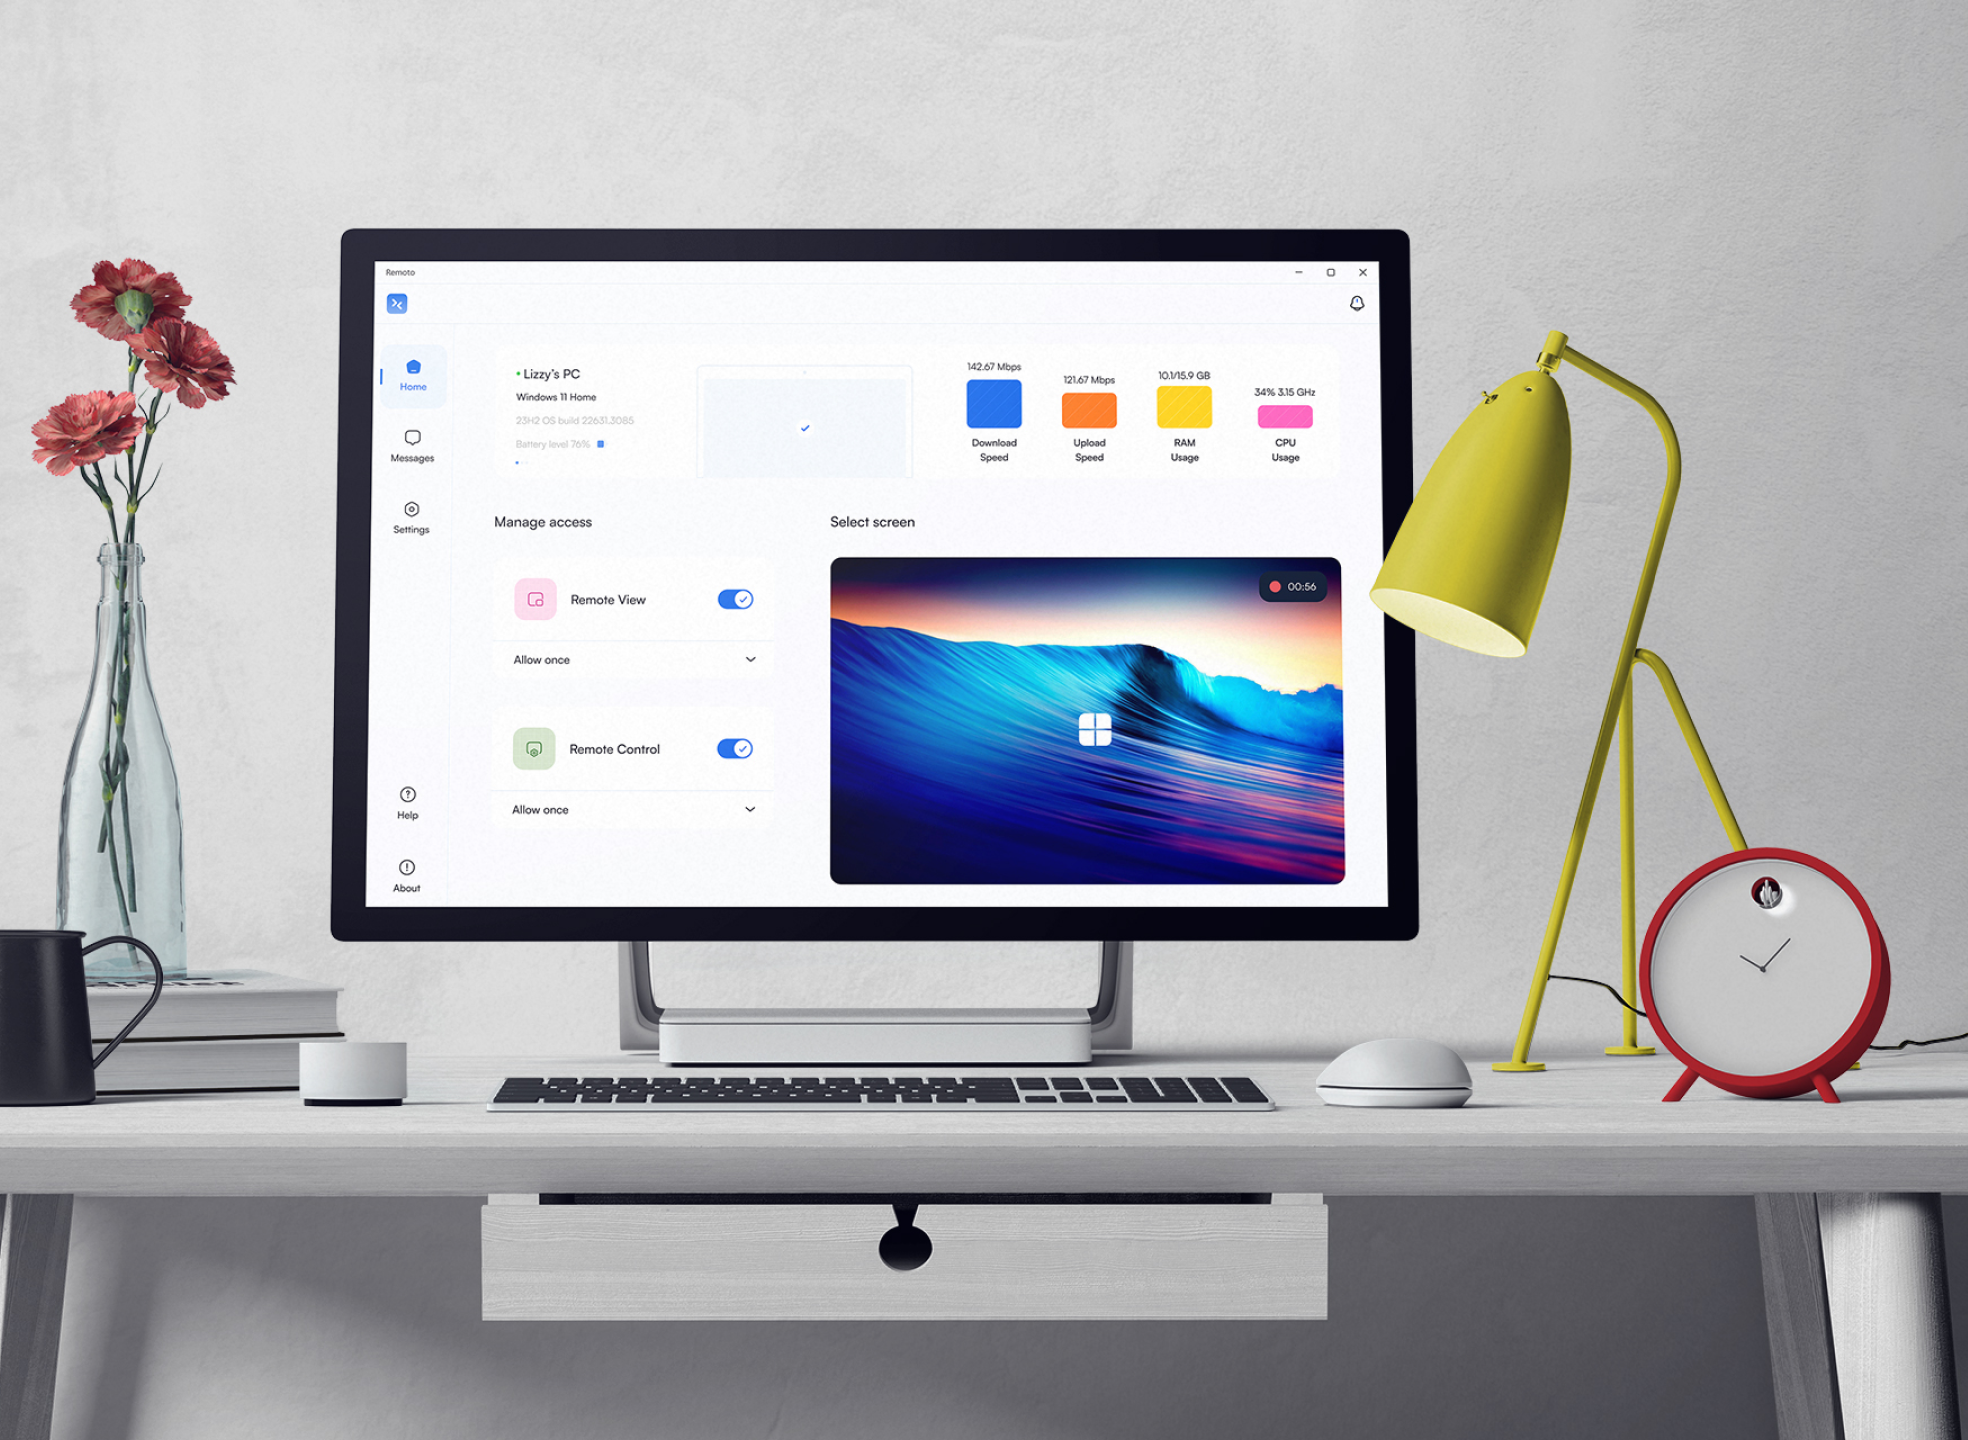 Remoto
Home
Messages
Settings
Help
About
Lizzy's PC
Windows 11 Home
23H2 OS build 22631.3085
Battery level 76%
142.67 Mbps
Download
Speed
121.67 Mbps
Upload
Speed
10.1/15.9 GB
RAM
Usage
34% 3.15 GHz
CPU
Usage
Manage access
Remote View
Allow once
Remote Control
Allow once
Select screen
00:56